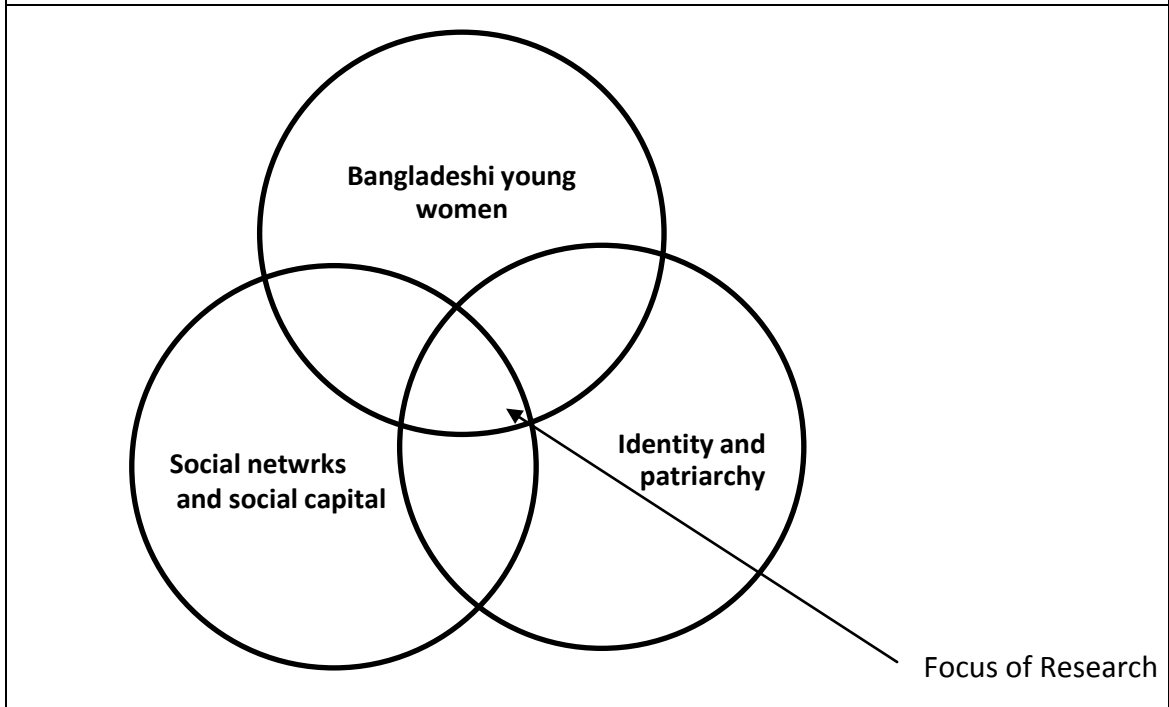 Bangladeshi young
women
Social netwrks
and social capital
Identity and
patriarchy
Focus of Research